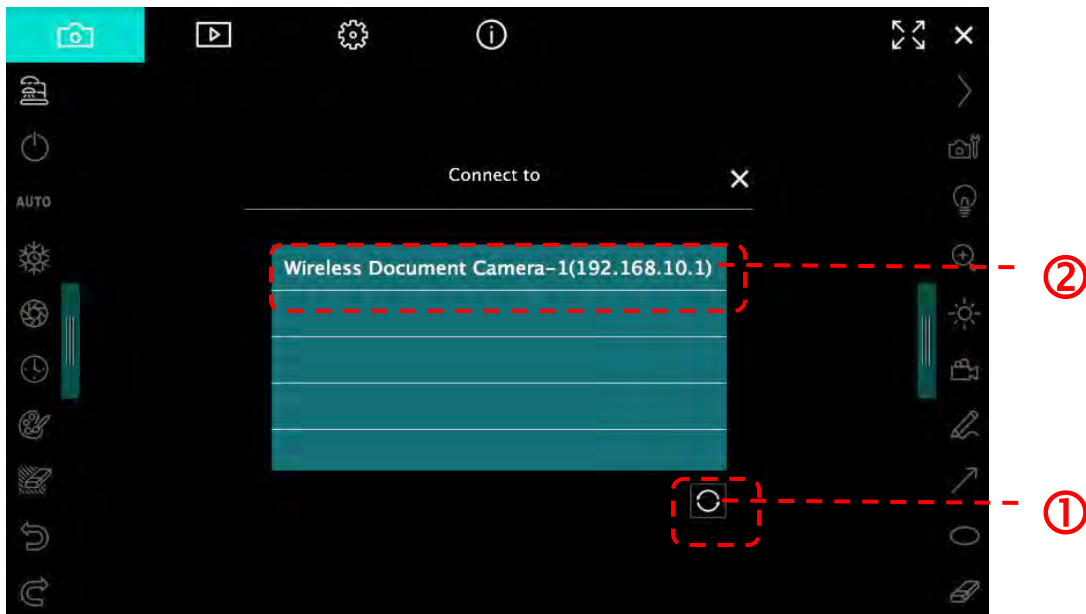 Connect to
AUTO
Wireless Document Camera-1(192.168.10.1)
②
①